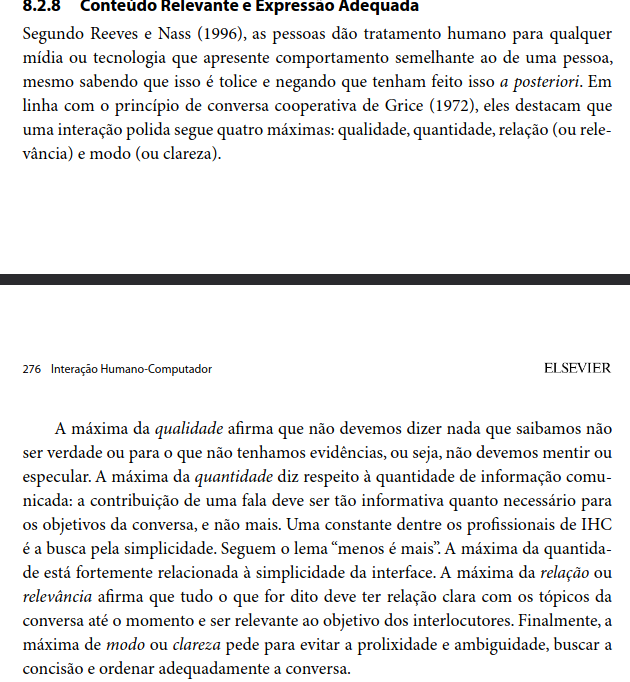 8.2.8 Conteúdo Relevante e Expressão Adequada
Segundo Reeves e Nass (1996), as pessoas dão tratamento humano para qualquer
mídia ou tecnologia que apresente comportamento semelhante ao de uma pessoa,
mesmo sabendo que isso é tolice e negando que tenham feito isso a posteriori. Em
linha com o princípio de conversa cooperativa de Grice (1972), eles destacam que
uma interação polida segue quatro máximas: qualidade, quantidade, relação (ou rele-
vância) e modo (ou clareza).
276 Interação Humano-Computador
ELSEVIER
A máxima da qualidade afirma que não devemos dizer nada que saibamos não
ser verdade ou para o que não tenhamos evidências, ou seja, não devemos mentir ou
especular. A máxima da quantidade diz respeito à quantidade de informação comu-
nicada: a contribuição de uma fala deve ser tão informativa quanto necessário para
os objetivos da conversa, e não mais. Uma constante dentre os profissionais de IHC
é a busca pela simplicidade. Seguem o lema “menos é mais”. A máxima da quantida-
de está fortemente relacionada à simplicidade da interface. A máxima da relação ou
relevância afirma que tudo o que for dito deve ter relação clara com os tópicos da
conversa até o momento e ser relevante ao objetivo dos interlocutores. Finalmente, a
máxima de modo ou clareza pede para evitar a prolixidade e ambiguidade, buscar a
concisão e ordenar adequadamente a conversa.